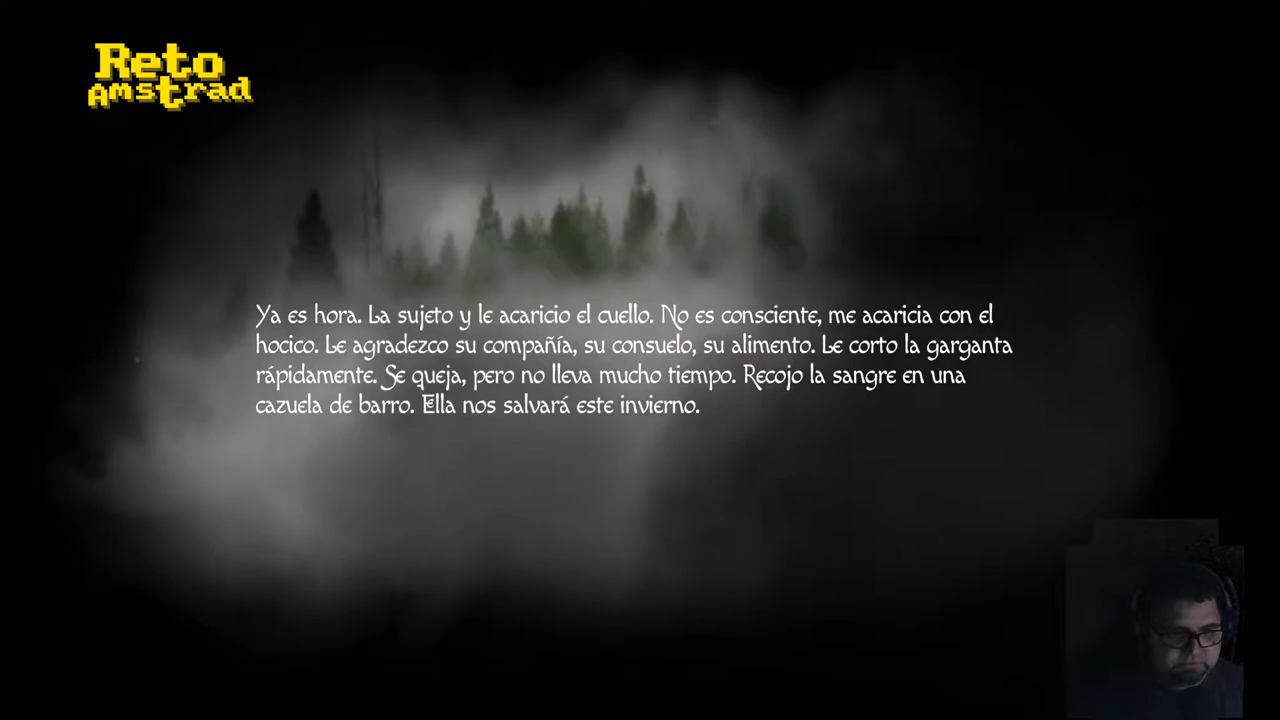 Reto
Amstrad
Ya es hora. La sujeto y le acaricio el cuello. No es consciente, me acaricia con el
hocico. Le agradezco su compañía, su consuelo, su alimento. Le corto la garganta
rápidamente. Se queja, pero no lleva mucho tiempo. Recojo la sangre en una
cazuela de barro. Ella nos salvará este invierno.